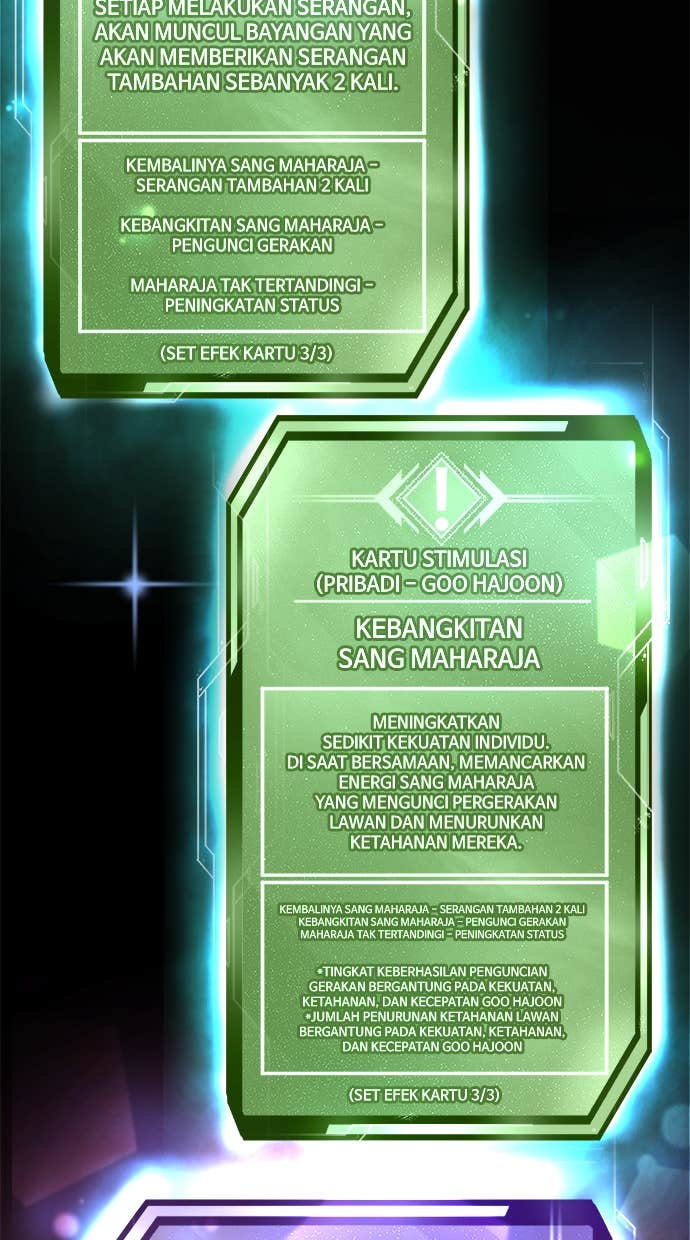 SETIAP MELAKUKAN SERANGAN,
AKAN MUNCUL BAYANGAN YANG
AKAN MEMBERIKAN SERANGAN
TAMBAHAN SEBANYAK 2 KALI.
KEMBALINYA SANG MAHARAJA –
SERANGAN TAMBAHAN 2 KALI
KEBANGKITAN SANG MAHARAJA –
PENGUNCI GERAKAN
MAHARAJA TAK TERTANDINGI –
PENINGKATAN STATUS
(SET EFEK KARTU 3/3)
!
KARTU STIMULASI
(PRIBADI – GOO HAJOON)
KEBANGKITAN
SANG MAHARAJA
MENINGKATKAN
SEDIKIT KEKUATAN INDIVIDU.
DI SAAT BERSAMAAN, MEMANCARKAN
ENERGI SANG MAHARAJA
YANG MENGUNCI PERGERAKAN
LAWAN DAN MENURUNKAN
KETAHANAN MEREKA.
KEMBALINYA SANG MAHARAJA – SERANGAN TAMBAHAN 2 KALI
KEBANGKITAN SANG MAHARAJA – PENGUNCI GERAKAN
MAHARAJA TAK TERTANDINGI – PENINGKATAN STATUS
•TINGKAT KEBERHASILAN PENGUNCIAN
GERAKAN BERGANTUNG PADA KEKUATAN,
KETAHANAN, DAN KECEPATAN GOO HAJOON
•JUMLAH PENURUNAN KETAHANAN LAWAN
BERGANTUNG PADA KEKUATAN, KETAHANAN,
DAN KECEPATAN GOO HAJOON
(SET EFEK KARTU 3/3)